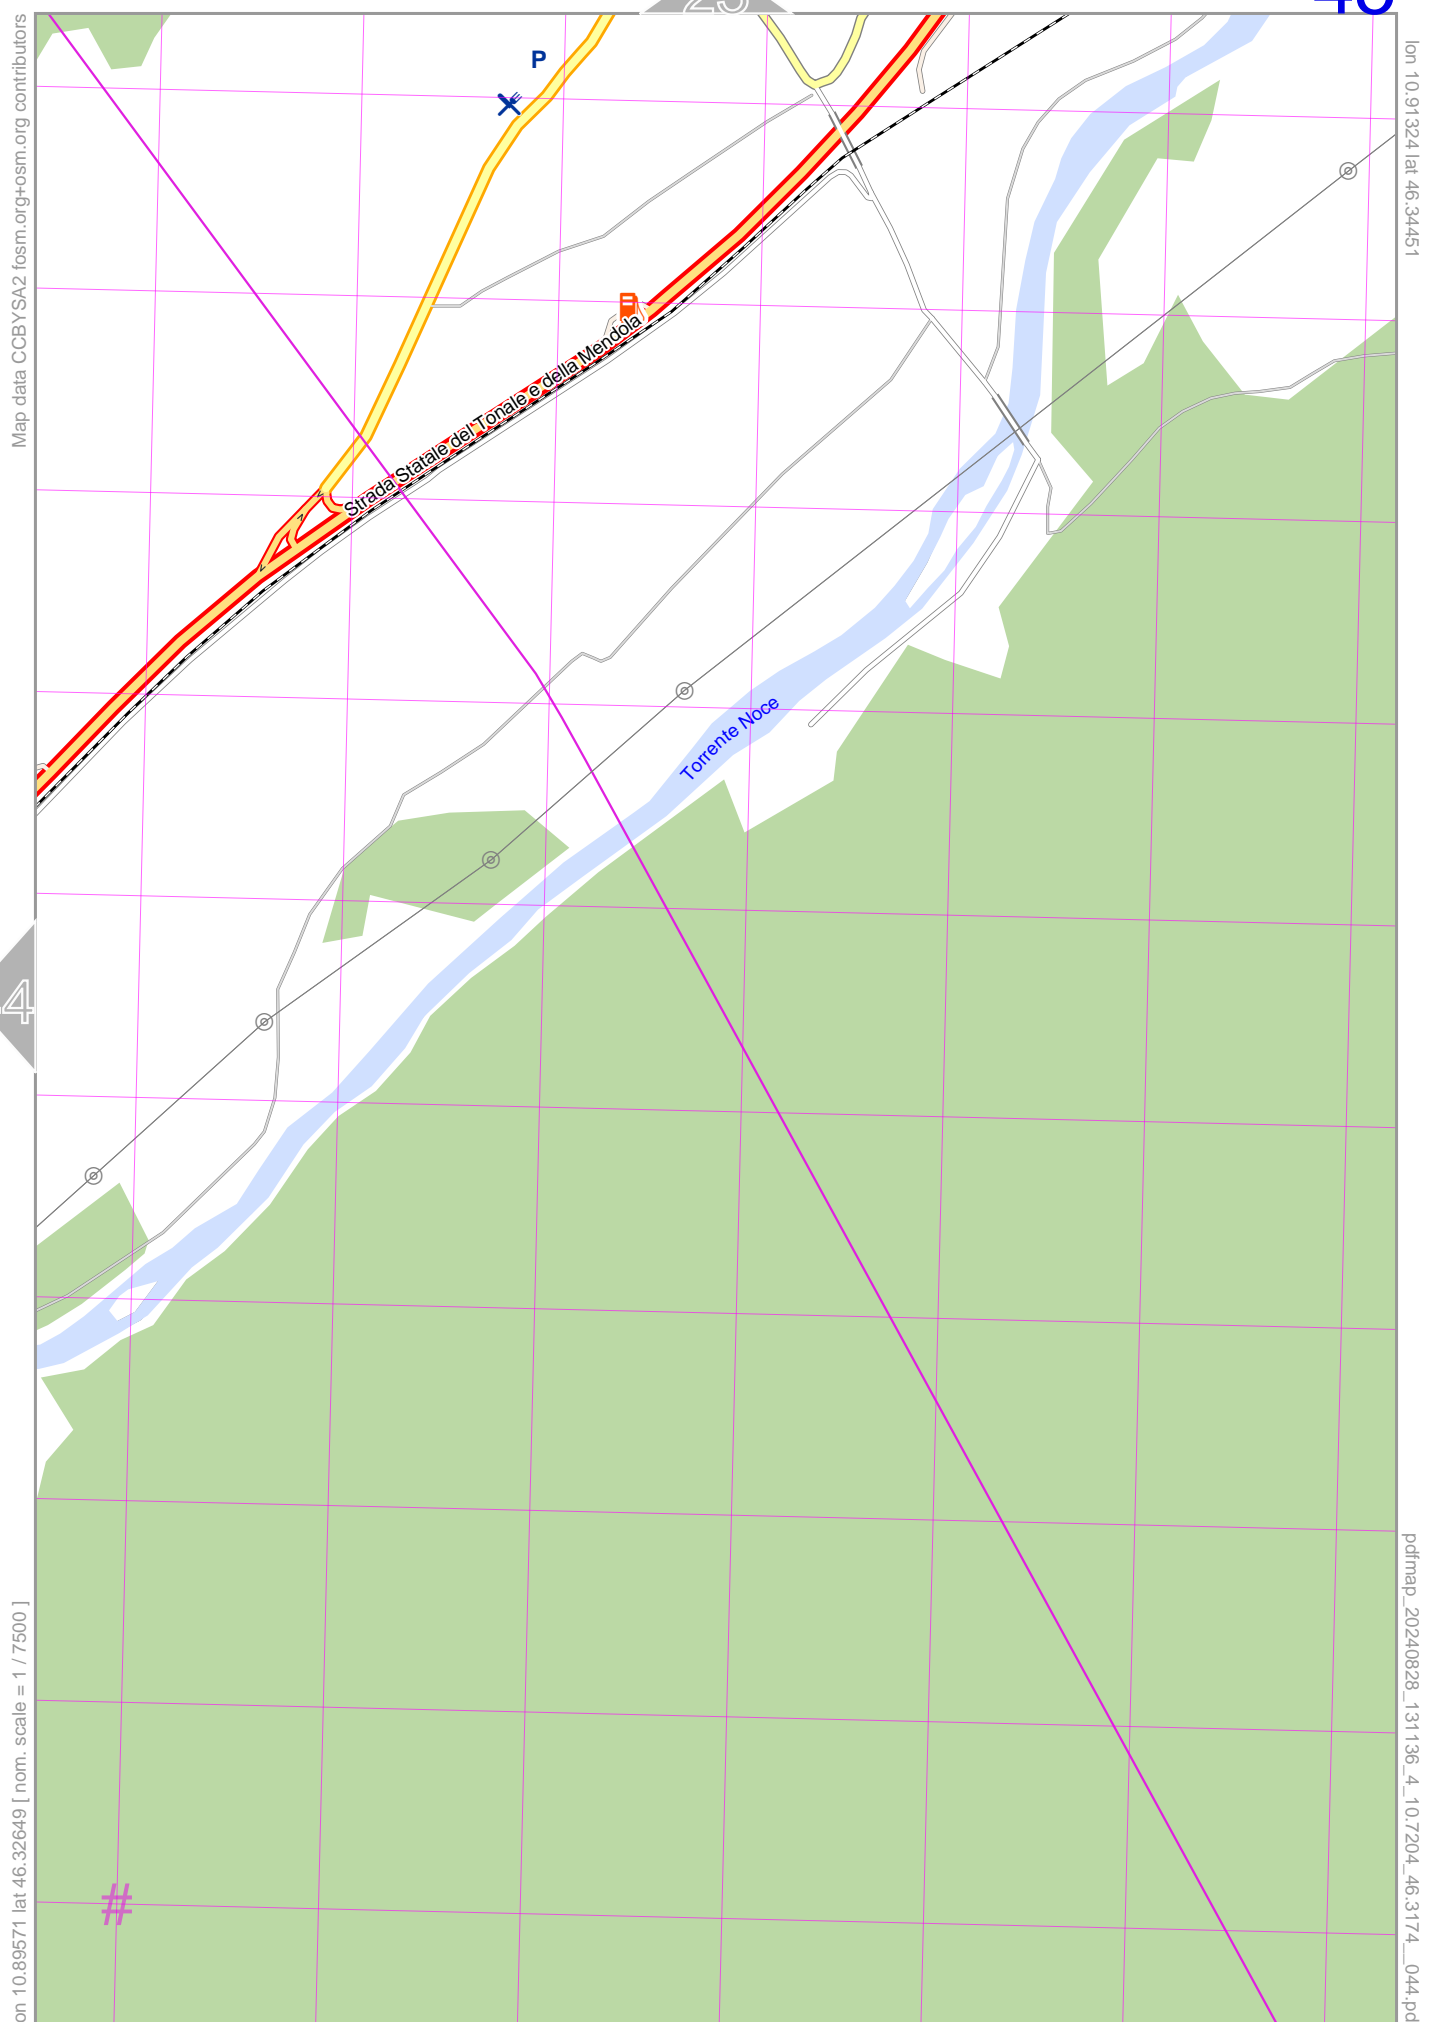 Map data CCBYSA2 fosm.org+osm.org contributors
lon 10.91324 lat 46.34451
P
Strada Statale del Tonale e della Mendola
Torrente Noce
4
#
on 10.89571 lat 46.32649 [ nom. scale = 1 / 7500 ]
pdfmap_20240828_131136_4_10.7204_46.3174__044.pd